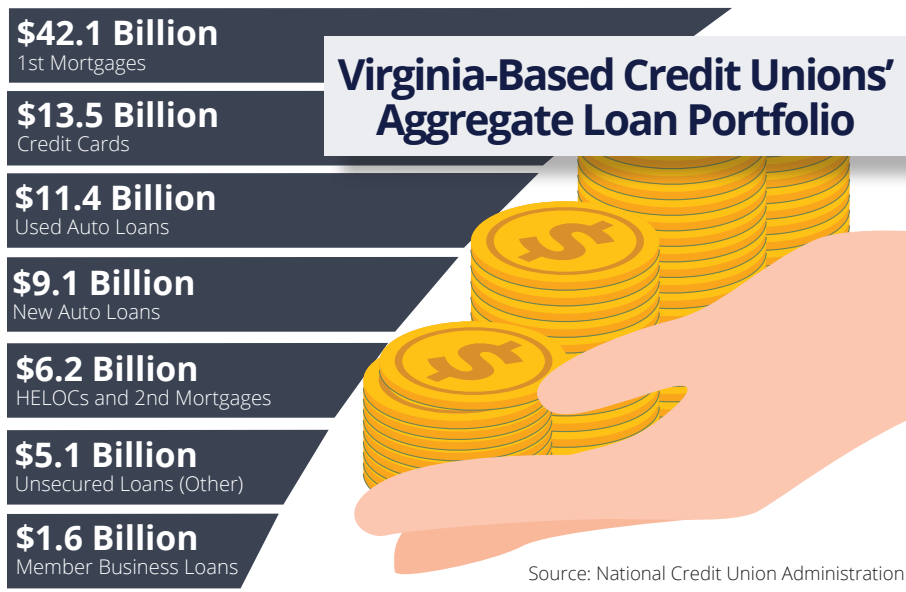 Virginia-Based Credit Unions’
Aggregate Loan Portfolio
$42.1 Billion
1st Mortgages
$13.5 Billion
Credit Cards
$11.4 Billion
Used Auto Loans
$9.1 Billion
New Auto Loans
$6.2 Billion
HELOCs and 2nd Mortgages
$5.1 Billion
Unsecured Loans (Other)
$1.6 Billion
Member Business Loans
$
$
Source: National Credit Union Administration